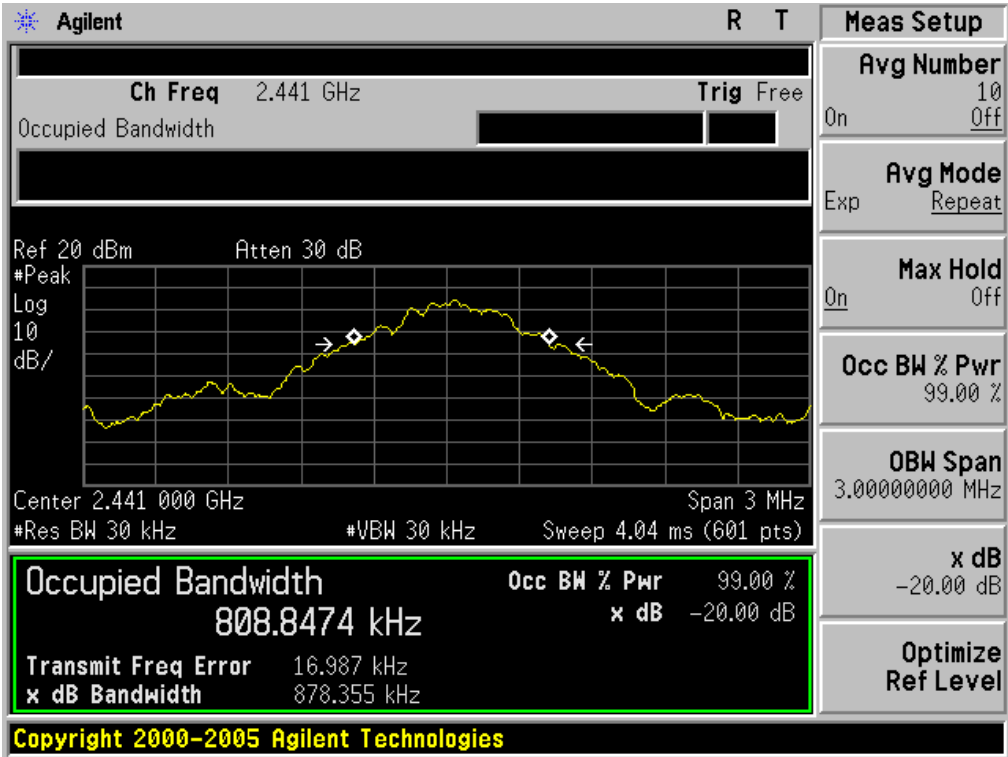 Agilent R T
Ch Freq 2.441 GHz Trig Free
Occupied Bandwidth
Ref 20 dBm Atten 30 dB
#Peak
Log
10
dB/
Center 2.441 000 GHz Span 3 MHz
#Res BW 30 kHz #VBW 30 kHz Sweep 4.04 ms (601 pts)
Occupied Bandwidth
808.8474 kHz
Occ BW % Pwr 99.00 %
x dB -20.00 dB
Transmit Freq Error 16.987 kHz
x dB Bandwidth 878.355 kHz
Copyright 2000-2005 Agilent Technologies
Meas Setup
Avg Number
10
On Off
Avg Mode
Exp Repeat
Max Hold
On Off
Occ BW % Pwr
99.00 %
OBW Span
3.00000000 MHz
x dB
-20.00 dB
Optimize
Ref Level